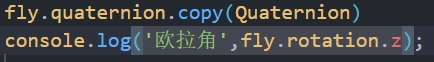 fly.quaternion.copy(Quaternion)
console.log('欧拉角',fly.rotation.z);